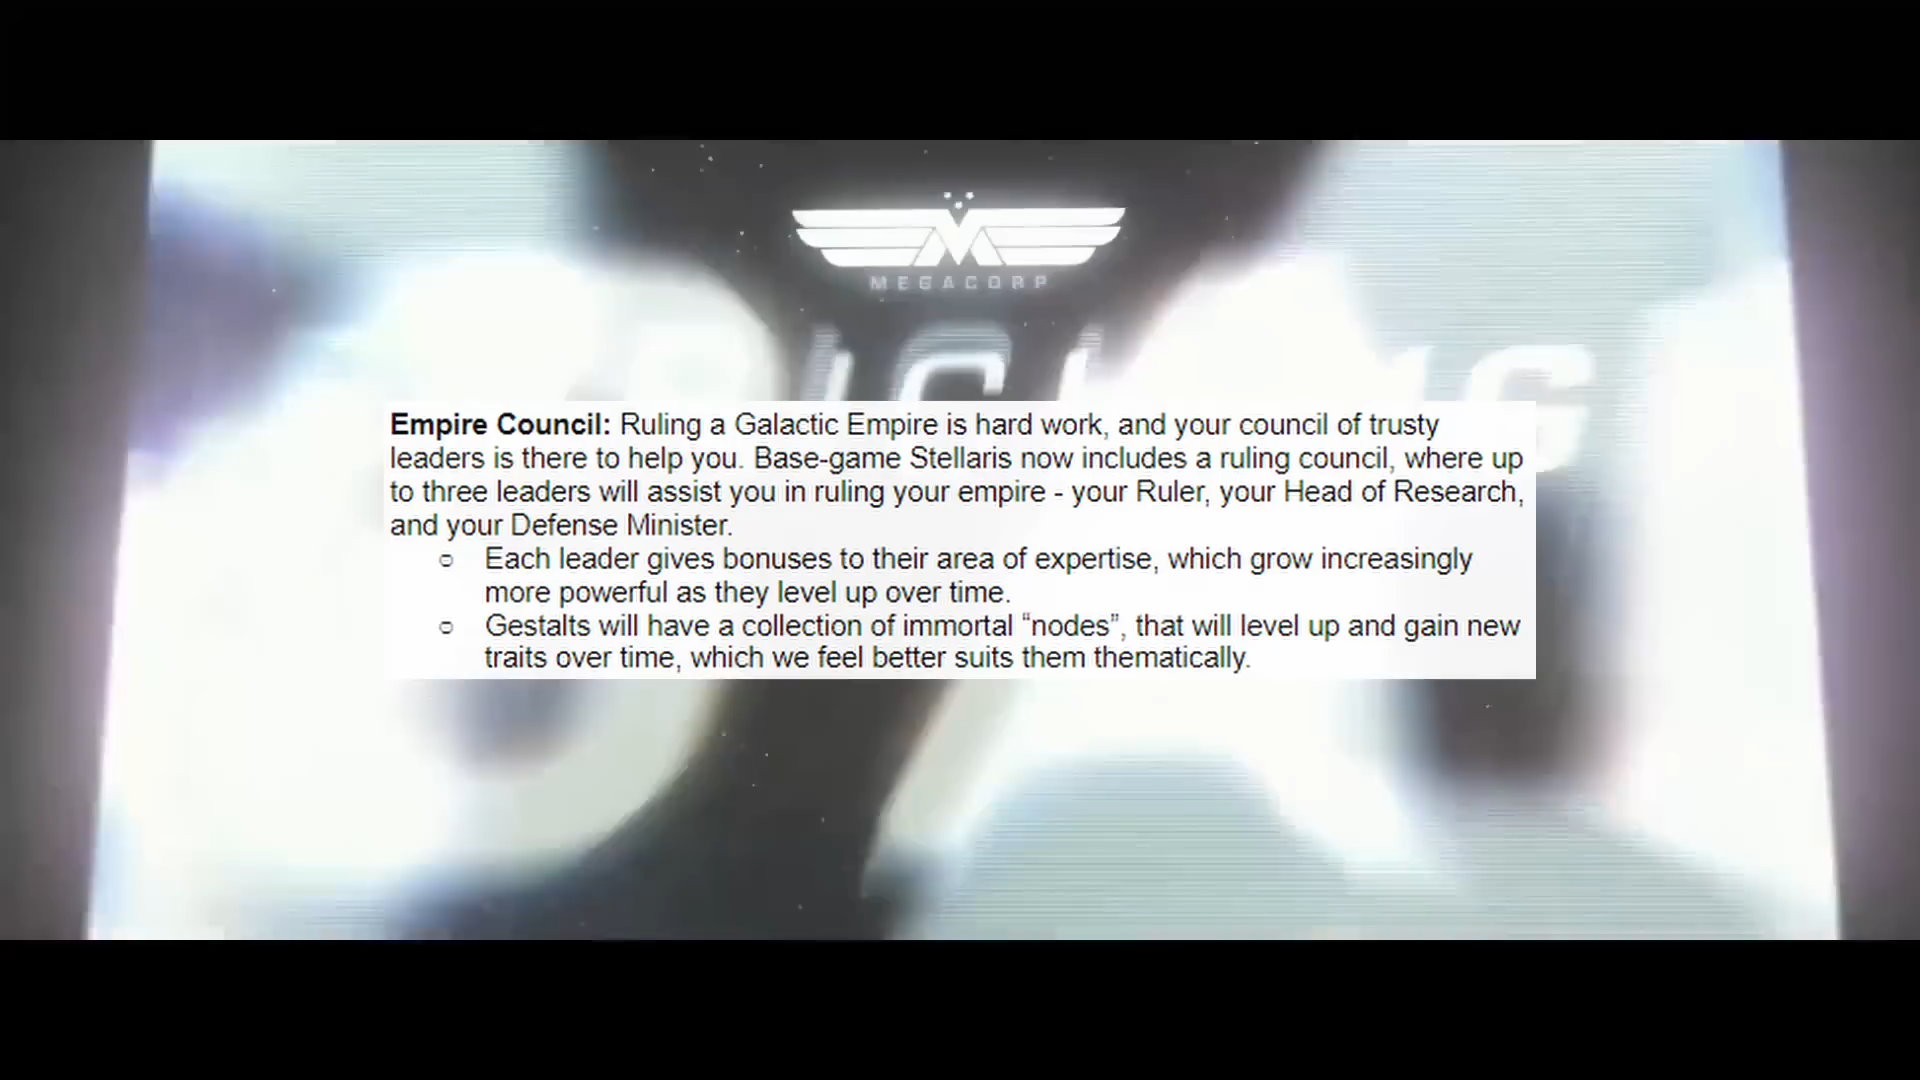 MEGACORP
Empire Council: Ruling a Galactic Empire is hard work, and your council of trusty
leaders is there to help you. Base-game Stellaris now includes a ruling council, where up
to three leaders will assist you in ruling your empire - your Ruler, your Head of Research,
and your Defense Minister.
○ Each leader gives bonuses to their area of expertise, which grow increasingly
more powerful as they level up over time.
○ Gestalts will have a collection of immortal “nodes”, that will level up and gain new
traits over time, which we feel better suits them thematically.